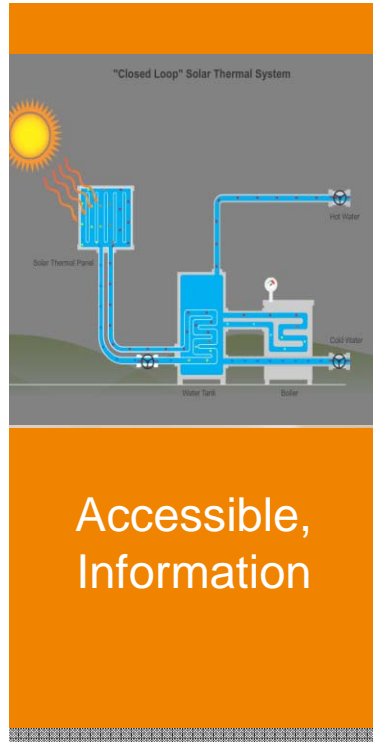 "Closed Loop" Solar Thermal System
Hot Water
Solar Thermal Panel
Cold Water
Water Tank
Boiler
Accessible,
Information